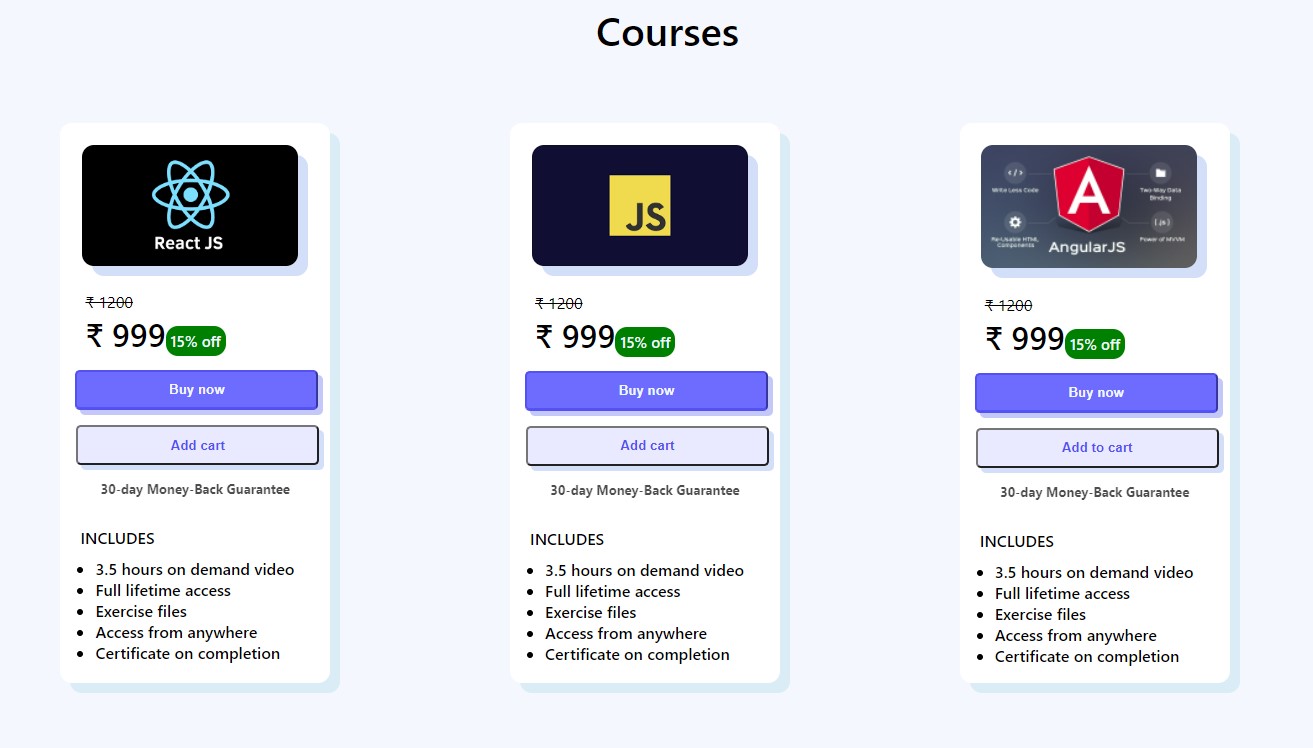 Courses
React JS
₹ 1200
₹ 999 15% off
Buy now
Add cart
30-day Money-Back Guarantee
INCLUDES
3.5 hours on demand video
Full lifetime access
Exercise files
Access from anywhere
Certificate on completion
JS
₹ 1200
₹ 999 15% off
Buy now
Add cart
30-day Money-Back Guarantee
INCLUDES
3.5 hours on demand video
Full lifetime access
Exercise files
Access from anywhere
Certificate on completion
</>
Write Less Code
Two-Way Data
Binding
A
Re-Usable HTML
Components
{js}
Power of MVVM
AngularJS
₹ 1200
₹ 999 15% off
Buy now
Add to cart
30-day Money-Back Guarantee
INCLUDES
3.5 hours on demand video
Full lifetime access
Exercise files
Access from anywhere
Certificate on completion